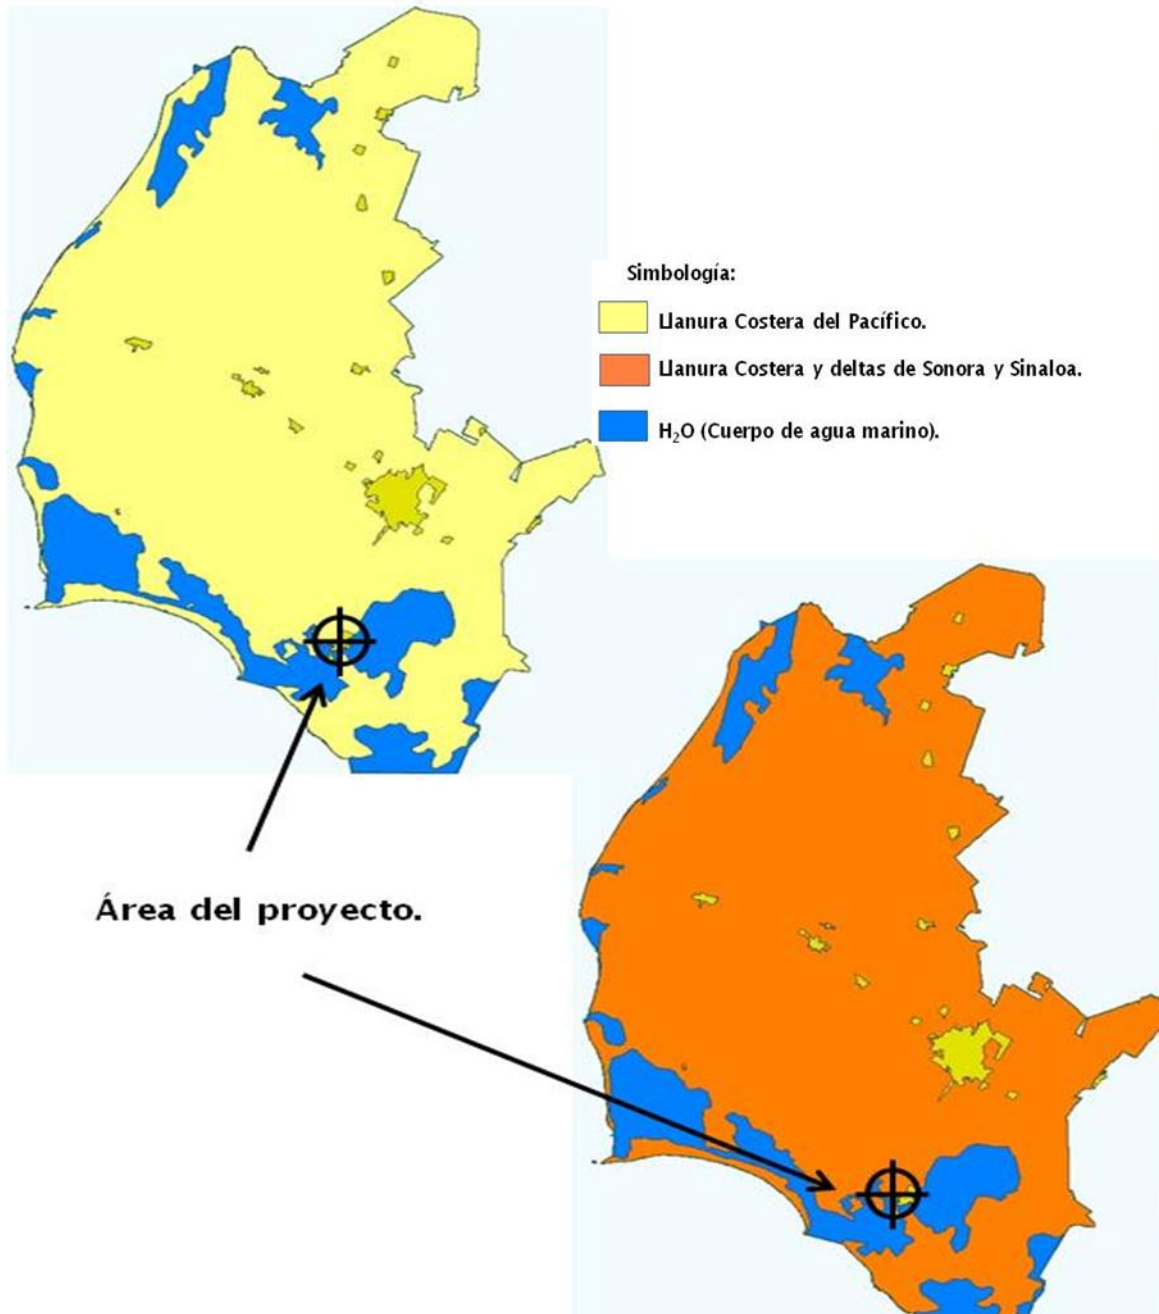 Simbología:
Llanura Costera del Pacífico.
Llanura Costera y deltas de Sonora y Sinaloa.
H₂O (Cuerpo de agua marino).
Área del proyecto.